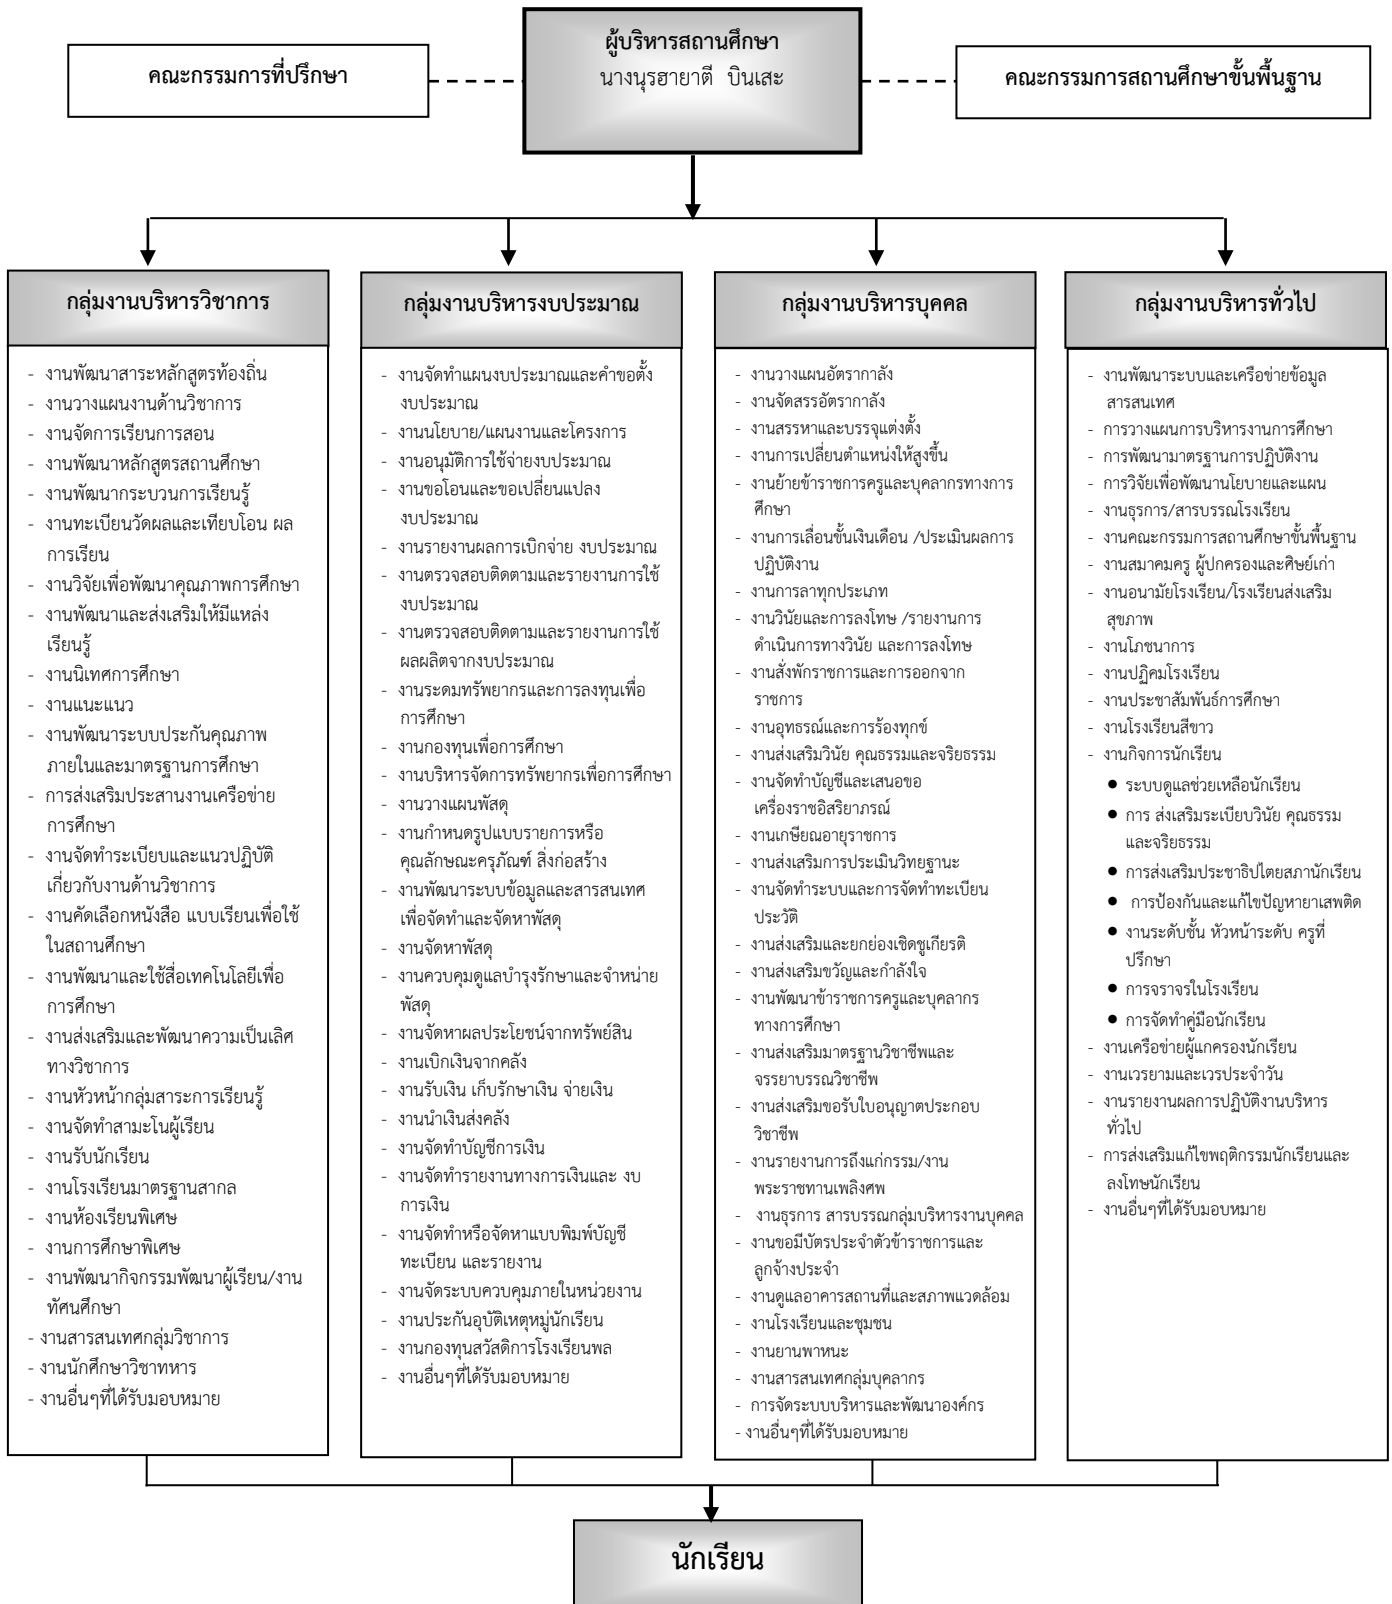 ผู้บริหารสถานศึกษา
นางนุรฮายาตี  บินเสะ
คณะกรรมการที่ปรึกษา
คณะกรรมการสถานศึกษาขั้นพื้นฐาน
กลุ่มงานบริหารวิชาการ
- งานพัฒนาสาระหลักสูตรท้องถิ่น
- งานวางแผนงานด้านวิชาการ
- งานจัดการเรียนการสอน
- งานพัฒนาหลักสูตรสถานศึกษา
- งานพัฒนากระบวนการเรียนรู้
- งานทะเบียนวัดผลและเทียบโอน ผล
การเรียน
- งานวิจัยเพื่อพัฒนาคุณภาพการศึกษา
- งานพัฒนาและส่งเสริมให้มีแหล่ง
เรียนรู้
- งานนิเทศการศึกษา
- งานแนะแนว
- งานพัฒนาระบบประกันคุณภาพ
ภายในและมาตรฐานการศึกษา
- การส่งเสริมประสานงานเครือข่าย
การศึกษา
- งานจัดทำระเบียบและแนวปฏิบัติ
เกี่ยวกับงานด้านวิชาการ
- งานคัดเลือกหนังสือ แบบเรียนเพื่อใช้
ในสถานศึกษา
- งานพัฒนาและใช้สื่อเทคโนโลยีเพื่อ
การศึกษา
- งานส่งเสริมและพัฒนาความเป็นเลิศ
ทางวิชาการ
- งานหัวหน้ากลุ่มสาระการเรียนรู้
- งานจัดทำสามะโนผู้เรียน
- งานรับนักเรียน
- งานโรงเรียนมาตรฐานสากล
- งานห้องเรียนพิเศษ
- งานการศึกษาพิเศษ
- งานพัฒนากิจกรรมพัฒนาผู้เรียน/งาน
ทัศนศึกษา
- งานสารสนเทศกลุ่มวิชาการ
- งานนักศึกษาวิชาทหาร
- งานอื่นๆที่ได้รับมอบหมาย
กลุ่มงานบริหารงบประมาณ
- งานจัดทำแผนงบประมาณและคำขอตั้ง
งบประมาณ
- งานนโยบาย/แผนงานและโครงการ
- งานอนุมัติการใช้จ่ายงบประมาณ
- งานขอโอนและขอเปลี่ยนแปลง
งบประมาณ
- งานรายงานผลการเบิกจ่าย งบประมาณ
- งานตรวจสอบติดตามและรายงานการใช้
งบประมาณ
- งานตรวจสอบติดตามและรายงานการใช้
ผลผลิตจากงบประมาณ
- งานระดมทรัพยากรและการลงทุนเพื่อ
การศึกษา
- งานกองทุนเพื่อการศึกษา
- งานบริหารจัดการทรัพยากรเพื่อการศึกษา
- งานวางแผนพัสดุ
- งานกำหนดรูปแบบรายการหรือ
คุณลักษณะครุภัณฑ์ สิ่งก่อสร้าง
- งานพัฒนาระบบข้อมูลและสารสนเทศ
เพื่อจัดทำและจัดหาพัสดุ
- งานจัดหาพัสดุ
- งานควบคุมดูแลบำรุงรักษาและจำหน่าย
พัสดุ
- งานจัดหาผลประโยชน์จากทรัพย์สิน
- งานเบิกเงินจากคลัง
- งานรับเงิน เก็บรักษาเงิน จ่ายเงิน
- งานนำเงินส่งคลัง
- งานจัดทำบัญชีการเงิน
- งานจัดทำรายงานทางการเงินและ งบ
การเงิน
- งานจัดทำหรือจัดหาแบบพิมพ์บัญชี
ทะเบียน และรายงาน
- งานจัดระบบควบคุมภายในหน่วยงาน
- งานประกันอุบัติเหตุหมู่นักเรียน
- งานกองทุนสวัสดิการโรงเรียนพล
- งานอื่นๆที่ได้รับมอบหมาย
กลุ่มงานบริหารบุคคล
- งานวางแผนอัตรากาลัง
- งานจัดสรรอัตรากาลัง
- งานสรรหาและบรรจุแต่งตั้ง
- งานการเปลี่ยนตำแหน่งให้สูงขึ้น
- งานย้ายข้าราชการครูและบุคลากรทางการ
ศึกษา
- งานการเลื่อนขั้นเงินเดือน /ประเมินผลการ
ปฏิบัติงาน
- งานการลาทุกประเภท
- งานวินัยและการลงโทษ /รายงานการ
ดำเนินการทางวินัย และการลงโทษ
- งานสั่งพักราชการและการออกจาก
ราชการ
- งานอุทธรณ์และการร้องทุกข์
- งานส่งเสริมวินัย คุณธรรมและจริยธรรม
- งานจัดทำบัญชีและเสนอขอ
เครื่องราชอิสริยาภรณ์
- งานเกษียณอายุราชการ
- งานส่งเสริมการประเมินวิทยฐานะ
- งานจัดทำระบบและการจัดทำทะเบียน
ประวัติ
- งานส่งเสริมและยกย่องเชิดชูเกียรติ
- งานส่งเสริมขวัญและกำลังใจ
- งานพัฒนาข้าราชการครูและบุคลากร
ทางการศึกษา
- งานส่งเสริมมาตรฐานวิชาชีพและ
จรรยาบรรณวิชาชีพ
- งานส่งเสริมขอรับใบอนุญาตประกอบ
วิชาชีพ
- งานรายงานการถึงแก่กรรม/งาน
พระราชทานเพลิงศพ
- งานธุรการ สารบรรณกลุ่มบริหารงานบุคคล
- งานขอมีบัตรประจำตัวข้าราชการและ
ลูกจ้างประจำ
- งานดูแลอาคารสถานที่และสภาพแวดล้อม
- งานโรงเรียนและชุมชน
- งานยานพาหนะ
- งานสารสนเทศกลุ่มบุคลากร
- การจัดระบบบริหารและพัฒนาองค์กร
- งานอื่นๆที่ได้รับมอบหมาย
กลุ่มงานบริหารทั่วไป
- งานพัฒนาระบบและเครือข่ายข้อมูล
สารสนเทศ
- การวางแผนการบริหารงานการศึกษา
- การพัฒนามาตรฐานการปฏิบัติงาน
- การวิจัยเพื่อพัฒนานโยบายและแผน
- งานธุรการ/สารบรรณโรงเรียน
- งานคณะกรรมการสถานศึกษาขั้นพื้นฐาน
- งานสมาคมครู ผู้ปกครองและศิษย์เก่า
- งานอนามัยโรงเรียน/โรงเรียนส่งเสริม
สุขภาพ
- งานโภชนาการ
- งานปฏิคมโรงเรียน
- งานประชาสัมพันธ์การศึกษา
- งานโรงเรียนสีขาว
- งานกิจการนักเรียน
● ระบบดูแลช่วยเหลือนักเรียน
● การ ส่งเสริมระเบียบวินัย คุณธรรม
และจริยธรรม
● การส่งเสริมประชาธิปไตยสภานักเรียน
● การป้องกันและแก้ไขปัญหายาเสพติด
● งานระดับชั้น หัวหน้าระดับ ครูที่
ปรึกษา
● การจราจรในโรงเรียน
● การจัดทำคู่มือนักเรียน
- งานเครือข่ายผู้แกครองนักเรียน
- งานเวรยามและเวรประจำวัน
- งานรายงานผลการปฏิบัติงานบริหาร
ทั่วไป
- การส่งเสริมแก้ไขพฤติกรรมนักเรียนและ
ลงโทษนักเรียน
- งานอื่นๆที่ได้รับมอบหมาย
นักเรียน